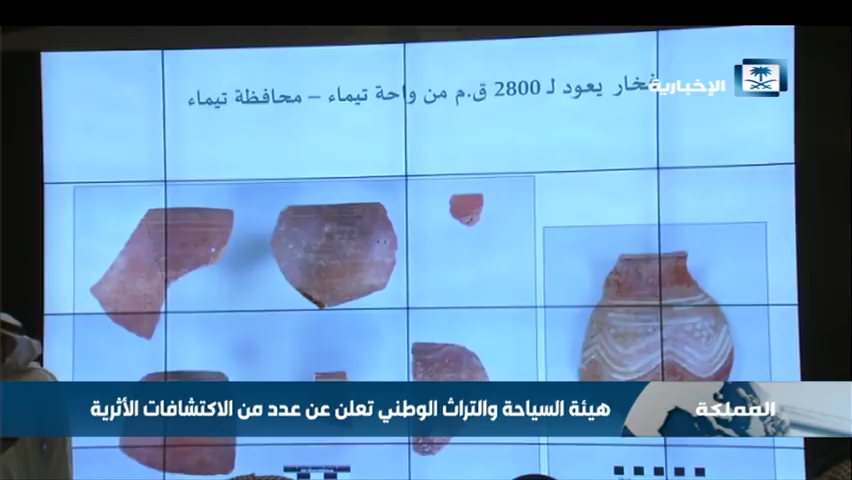 فخار يعود لـ 2800 ق.م من واحة تيماء – محافظة تيماء
الإخبارية
المملكة
هيئة السياحة والتراث الوطني تعلن عن عدد من الاكتشافات الأثرية